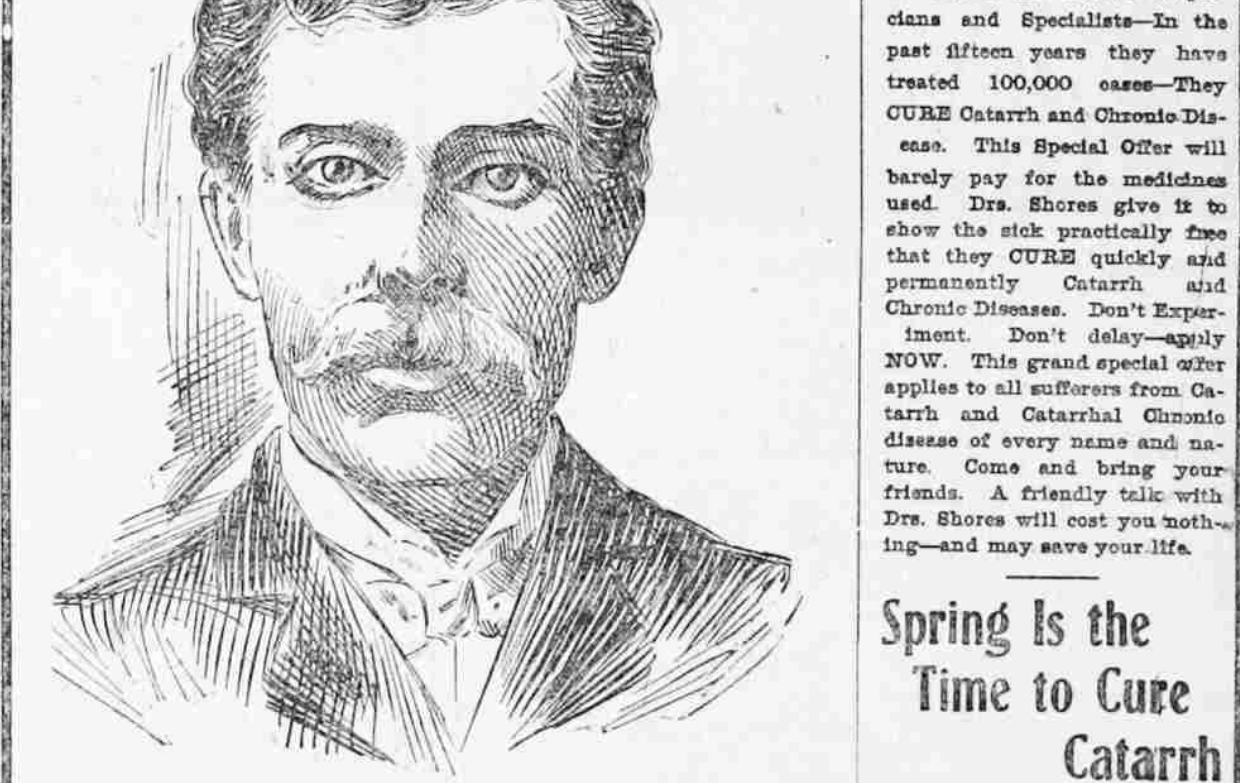 cians and Specialists—In the
past fifteen years they have
treated 100,000 cases—They
CURE Catarrh and Chronic Dis-
ease. This Special Offer will
barely pay for the medicines
used. Drs. Shores give it to
show the sick practically free
that they CURE quickly and
permanently Catarrh and
Chronic Diseases. Don't Exper-
iment. Don't delay—apply
NOW. This grand special offer
applies to all sufferers from Ca-
tarrh and Catarrhal Chronic
disease of every name and na-
ture. Come and bring your
friends. A friendly talk with
Drs. Shores will cost you noth-
ing—and may save your life.
Spring Is the
Time to Cure
Catarrh